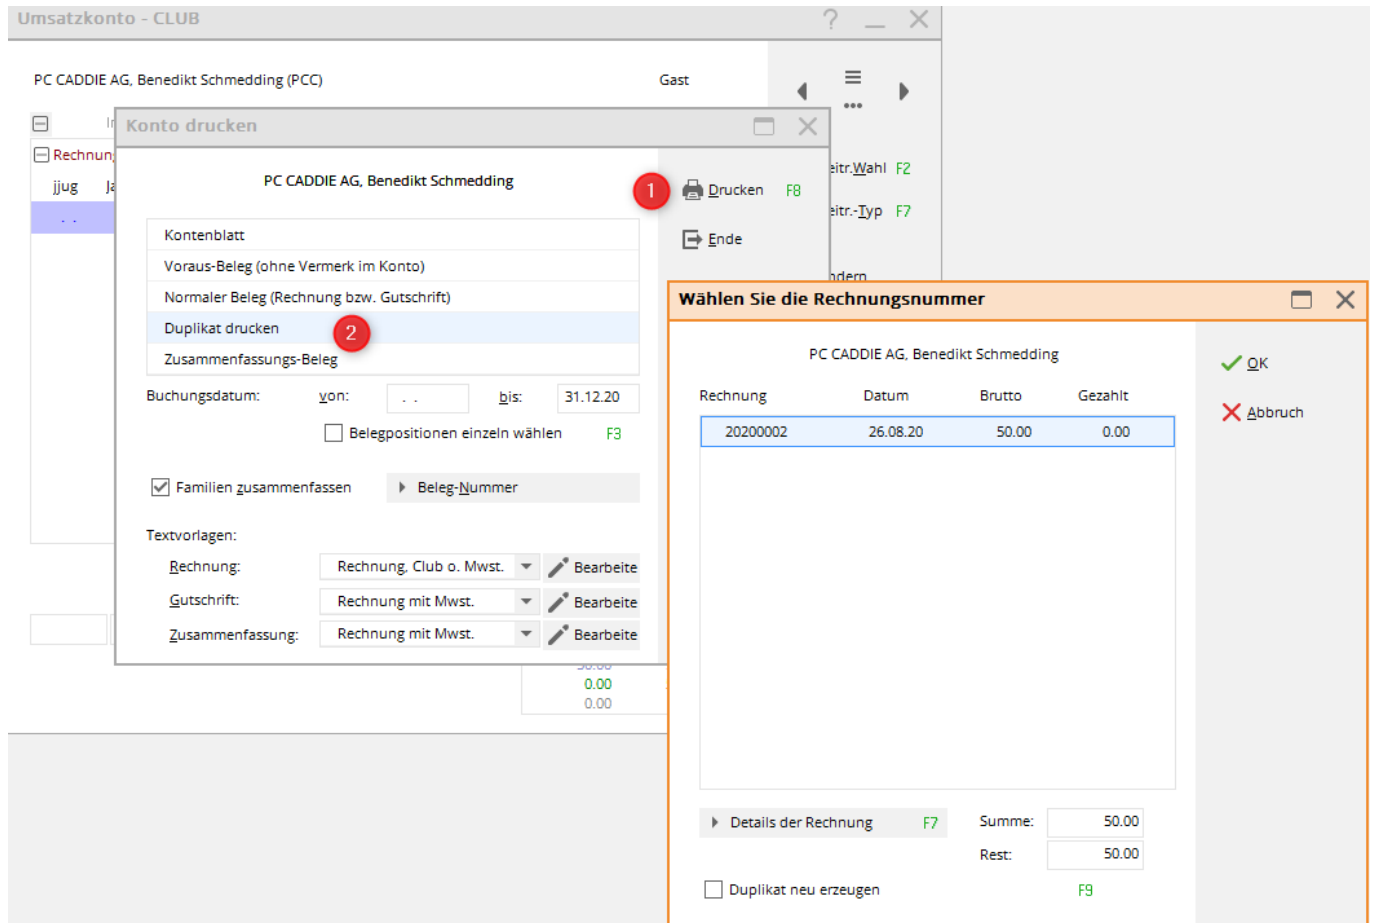 Umsatzkonto - CLUB
PC CADDIE AG, Benedikt Schmedding (PCC)
Gast
Rechnun
jjug
. .
eitr.Wahl F2
eitr.-Typ F7
ndern
0.00
0.00
Konto drucken
PC CADDIE AG, Benedikt Schmedding
1
Drucken F8
Ende
Kontenblatt
Voraus-Beleg (ohne Vermerk im Konto)
Normaler Beleg (Rechnung bzw. Gutschrift)
Duplikat drucken
2
Zusammenfassungs-Beleg
Buchungsdatum: von: . . bis: 31.12.20
Belegpositionen einzeln wählen F3
Familien zusammenfassen
Beleg-Nummer
Textvorlagen:
Rechnung: Rechnung, Club o. Mwst. Bearbeite
Gutschrift: Rechnung mit Mwst. Bearbeite
Zusammenfassung: Rechnung mit Mwst. Bearbeite
Wählen Sie die Rechnungsnummer
PC CADDIE AG, Benedikt Schmedding
OK
Abbruch
Rechnung Datum Brutto Gezahlt
20200002 26.08.20 50.00 0.00
Details der Rechnung F7
Summe: 50.00
Rest: 50.00
Duplikat neu erzeugen F9